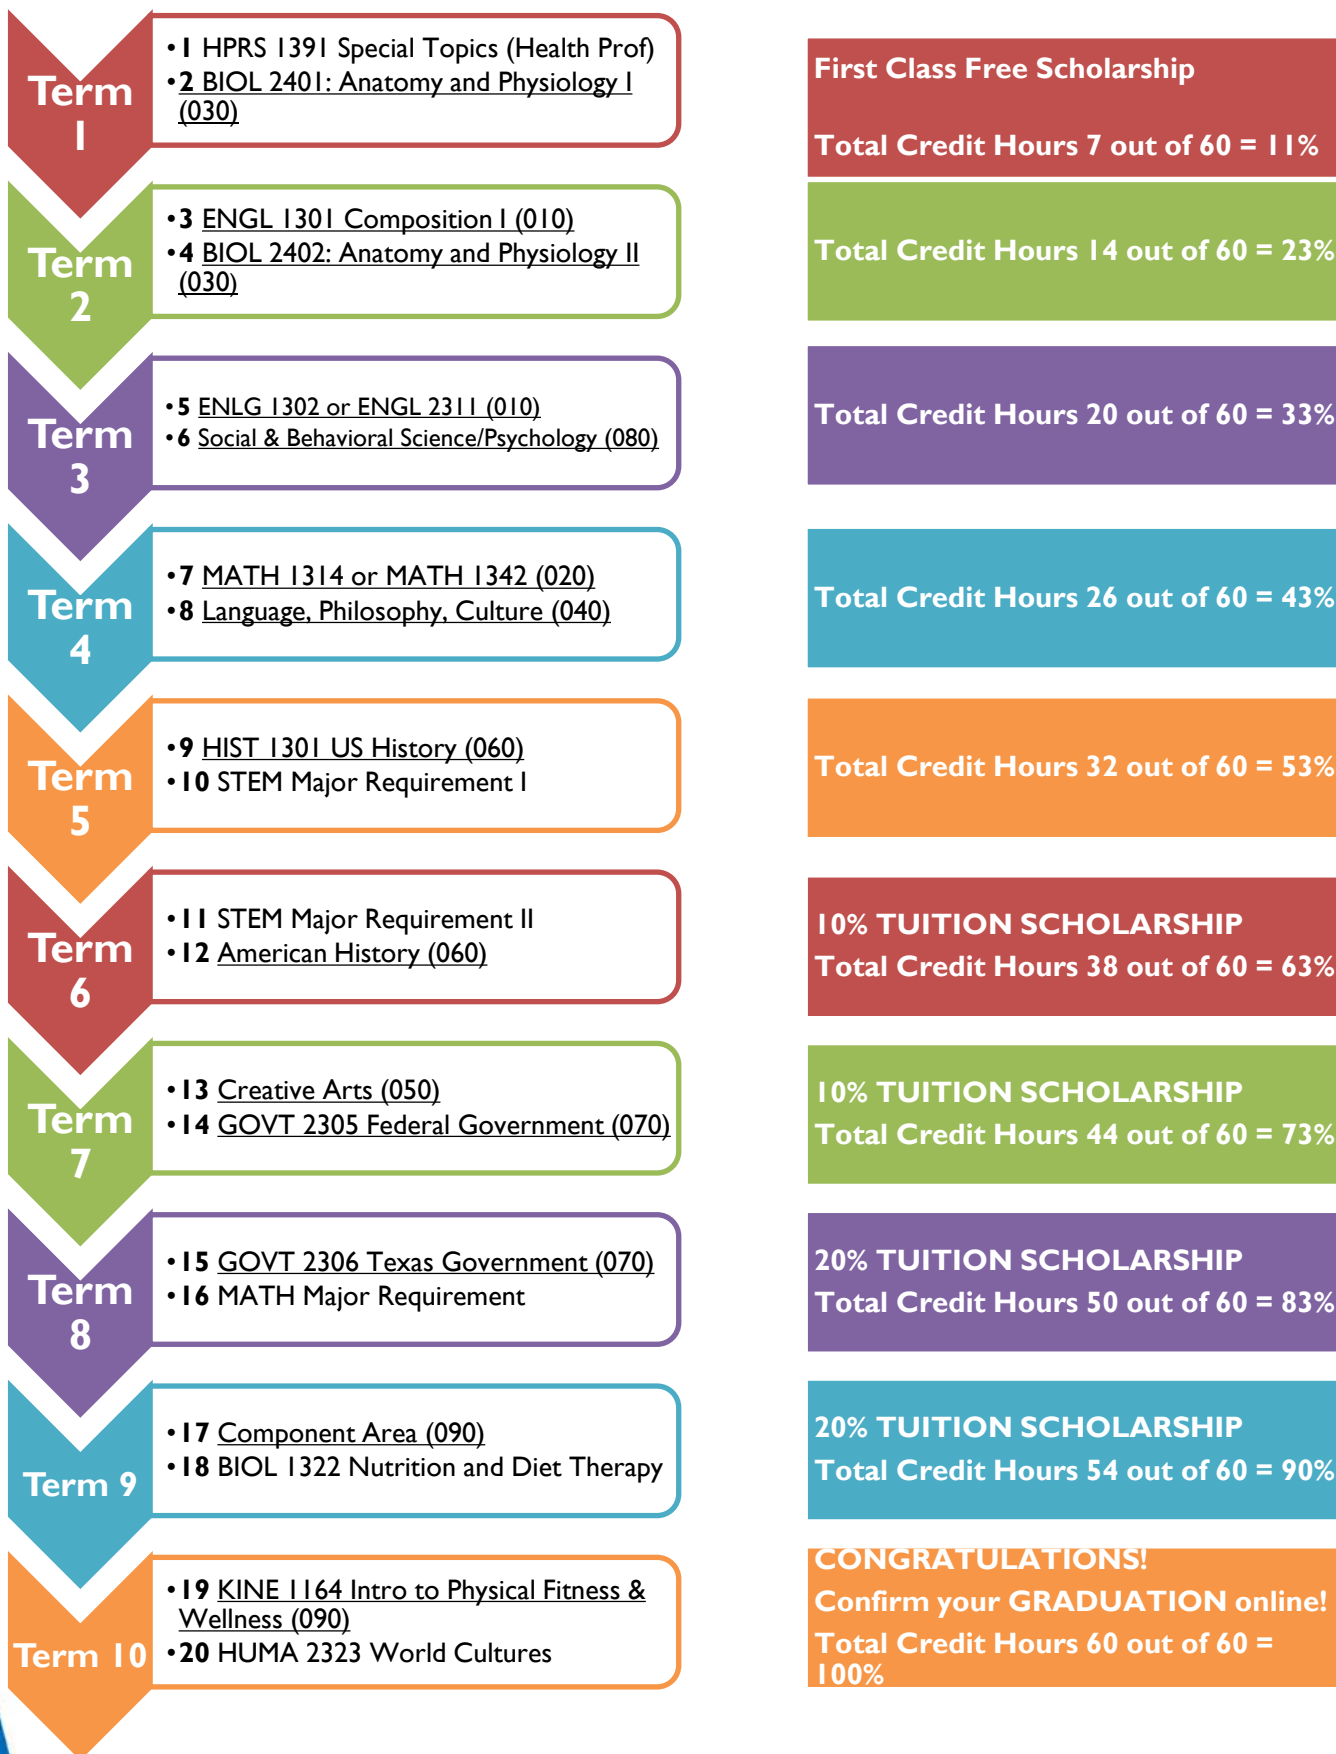 Term
1
•1 HPRS 1391 Special Topics (Health Prof)
•2 BIOL 2401: Anatomy and Physiology I
(030)
First Class Free Scholarship
Total Credit Hours 7 out of 60 = 11%
Term
2
•3 ENGL 1301 Composition I (010)
•4 BIOL 2402: Anatomy and Physiology II
(030)
Total Credit Hours 14 out of 60 = 23%
Term
3
•5 ENLG 1302 or ENGL 2311 (010)
•6 Social & Behavioral Science/Psychology (080)
Total Credit Hours 20 out of 60 = 33%
Term
4
•7 MATH 1314 or MATH 1342 (020)
•8 Language, Philosophy, Culture (040)
Total Credit Hours 26 out of 60 = 43%
Term
5
•9 HIST 1301 US History (060)
•10 STEM Major Requirement I
Total Credit Hours 32 out of 60 = 53%
Term
6
•11 STEM Major Requirement II
•12 American History (060)
10% TUITION SCHOLARSHIP
Total Credit Hours 38 out of 60 = 63%
Term
7
•13 Creative Arts (050)
•14 GOVT 2305 Federal Government (070)
10% TUITION SCHOLARSHIP
Total Credit Hours 44 out of 60 = 73%
Term
8
•15 GOVT 2306 Texas Government (070)
•16 MATH Major Requirement
20% TUITION SCHOLARSHIP
Total Credit Hours 50 out of 60 = 83%
Term 9
•17 Component Area (090)
•18 BIOL 1322 Nutrition and Diet Therapy
20% TUITION SCHOLARSHIP
Total Credit Hours 54 out of 60 = 90%
Term 10
•19 KINE 1164 Intro to Physical Fitness &
Wellness (090)
•20 HUMA 2323 World Cultures
CONGRATULATIONS!
Confirm your GRADUATION online!
Total Credit Hours 60 out of 60 =
100%